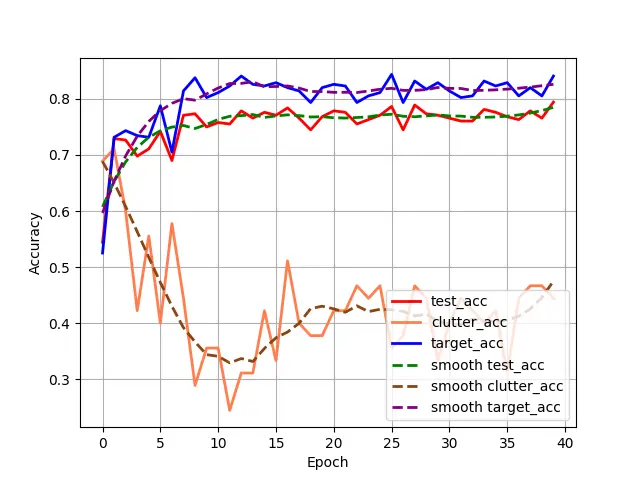 0.8
0.7
0.6
0.5
0.4
0.3
Accuracy
0 5 10 15 20 25 30 35 40
Epoch
test_acc
clutter_acc
target_acc
smooth test_acc
smooth clutter_acc
smooth target_acc